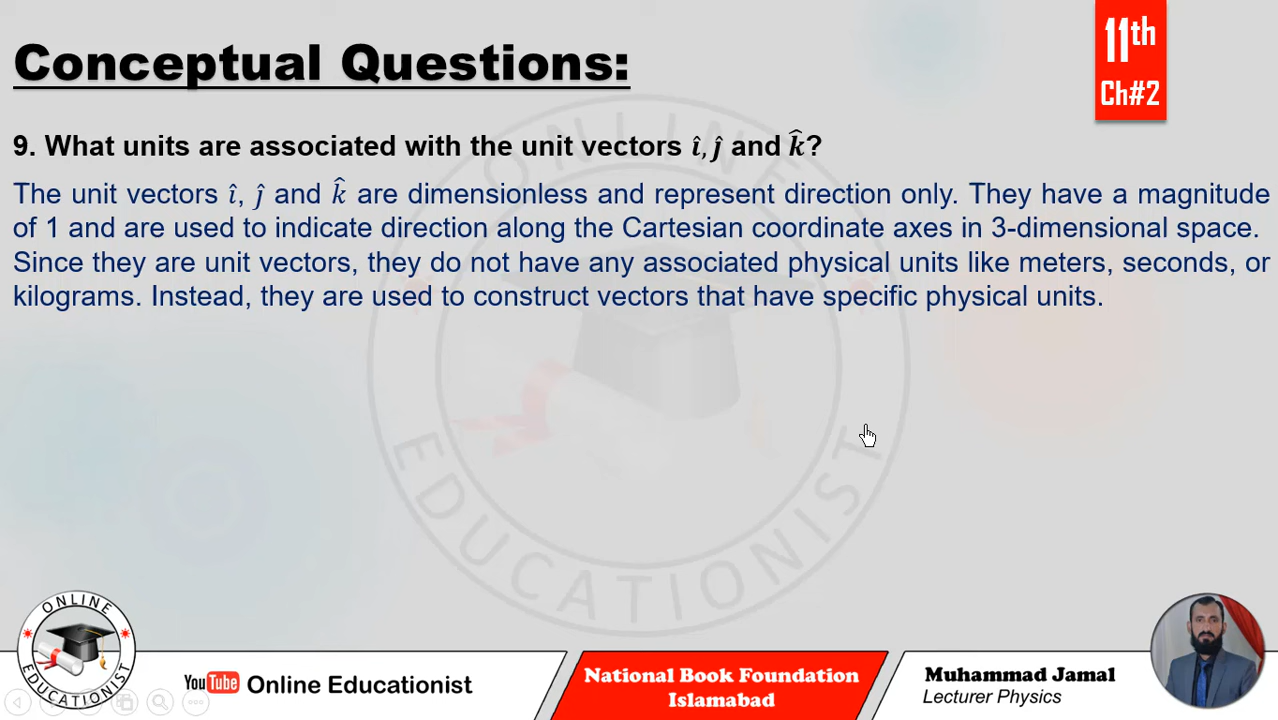 Conceptual Questions:
11th
Ch#2
9. What units are associated with the unit vectors î, ĵ and k̂?
The unit vectors î, ĵ and k̂ are dimensionless and represent direction only. They have a magnitude
of 1 and are used to indicate direction along the Cartesian coordinate axes in 3-dimensional space.
Since they are unit vectors, they do not have any associated physical units like meters, seconds, or
kilograms. Instead, they are used to construct vectors that have specific physical units.
ONLINE
EDUCATIONIST
ONLINE
EDUCATIONIST
YouTube Online Educationist
National Book Foundation
Islamabad
Muhammad Jamal
Lecturer Physics